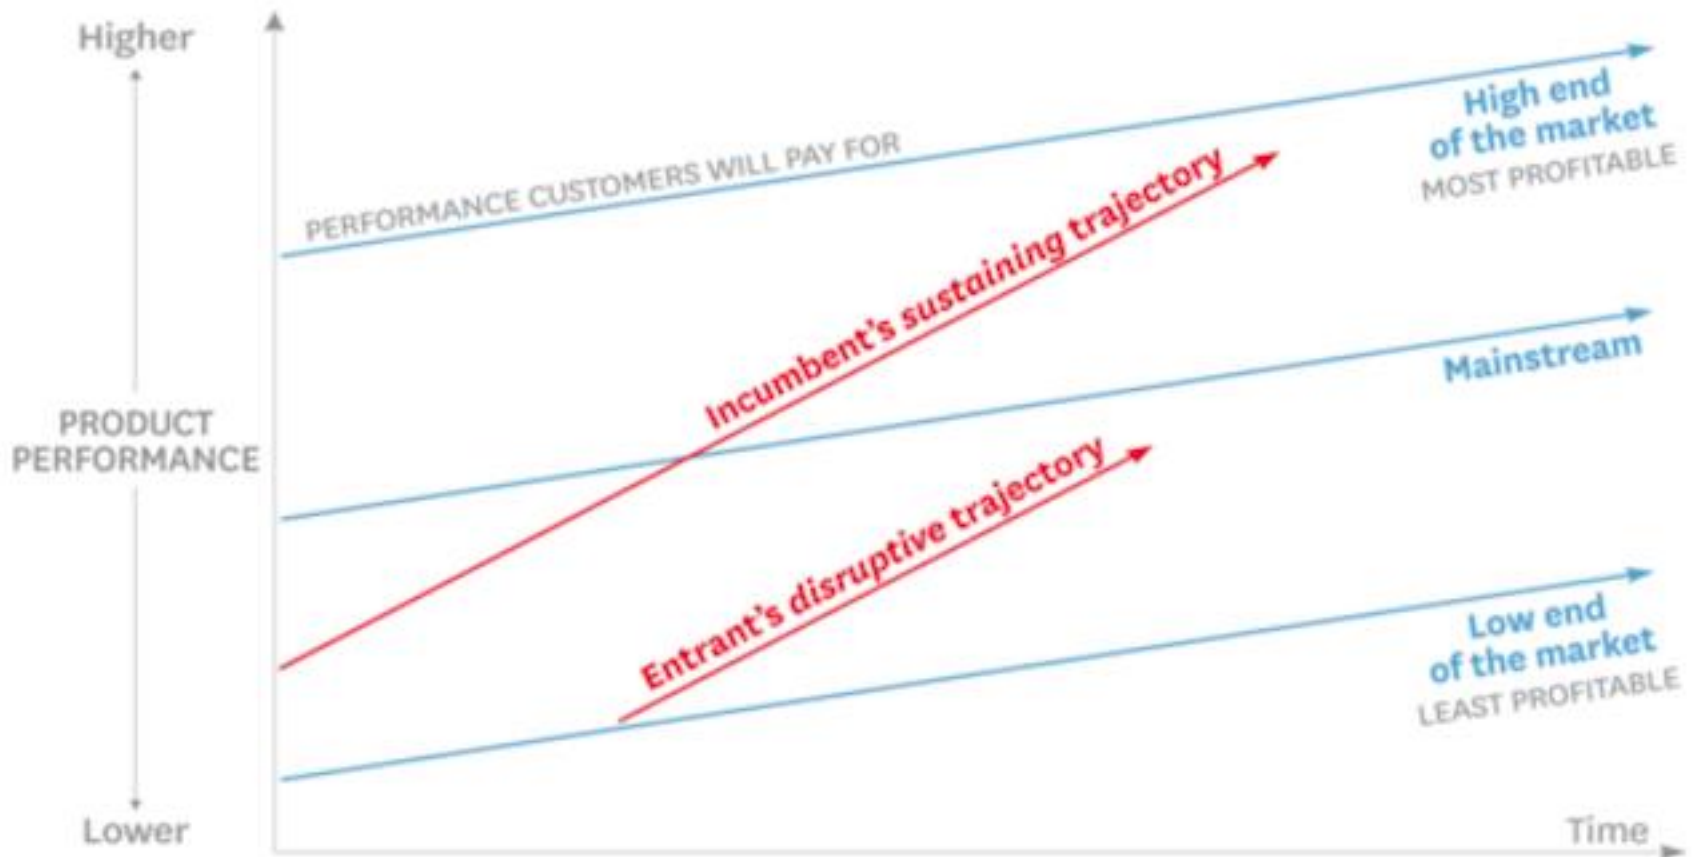 Higher
PERFORMANCE CUSTOMERS WILL PAY FOR
High end
of the market
MOST PROFITABLE
Incumbent's sustaining trajectory
Mainstream
PRODUCT
PERFORMANCE
Entrant's disruptive trajectory
Low end
of the market
LEAST PROFITABLE
Lower
Time